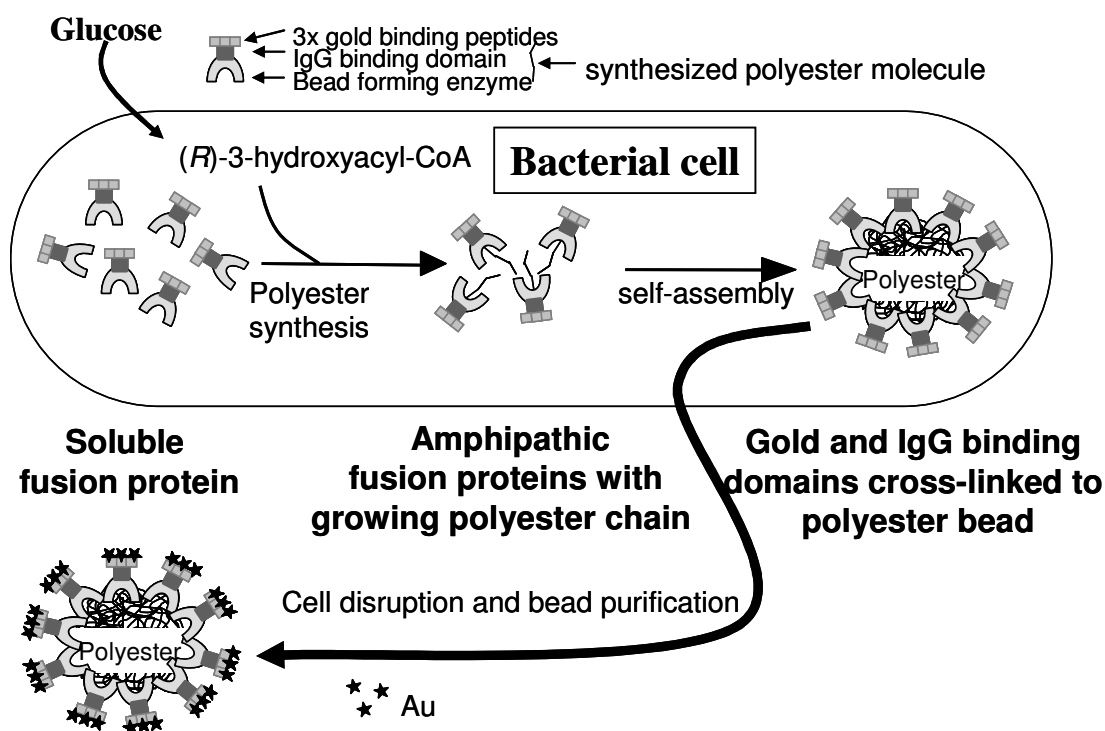 Glucose
3x gold binding peptides
IgG binding domain
Bead forming enzyme
synthesized polyester molecule
(R)-3-hydroxyacyl-CoA
Bacterial cell
Polyester
synthesis
self-assembly
Polyester
Soluble
fusion protein
Amphipathic
fusion proteins with
growing polyester chain
Gold and IgG binding
domains cross-linked to
polyester bead
Cell disruption and bead purification
Polyester
Au